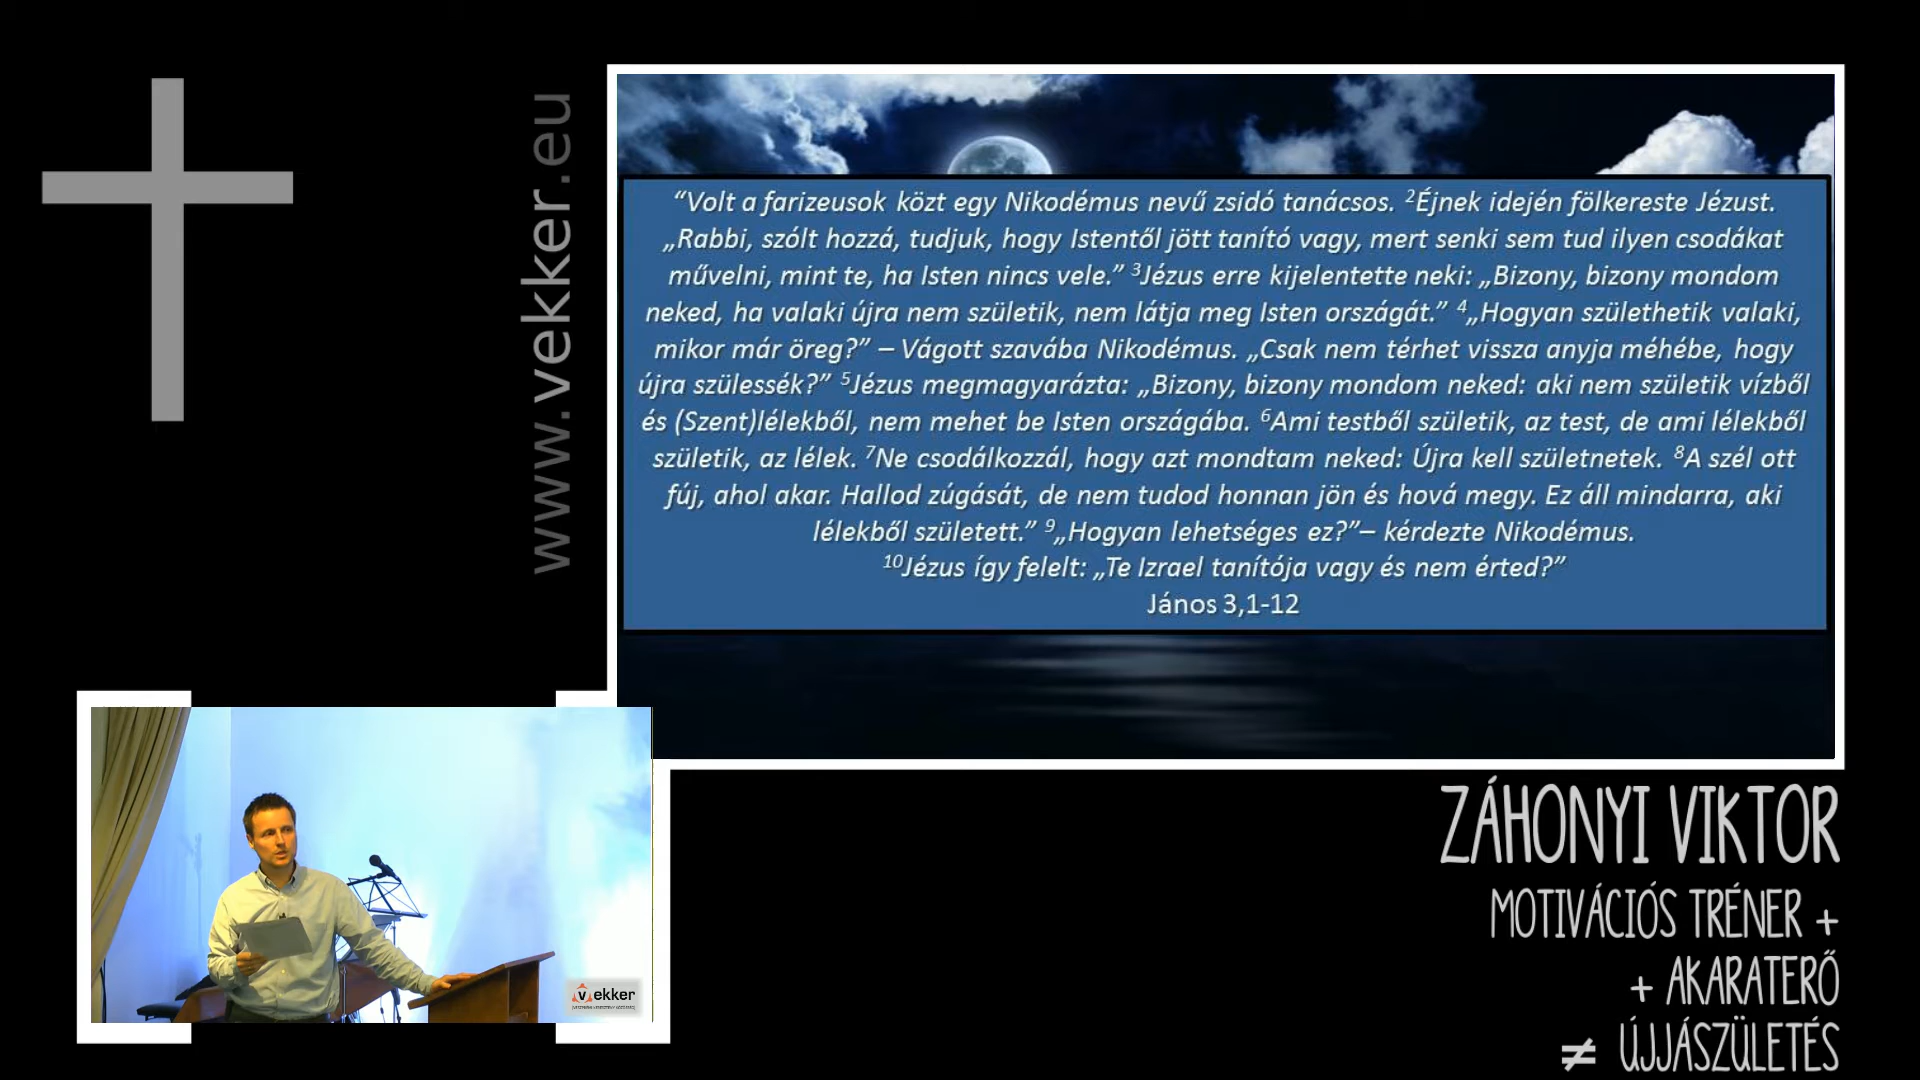 www.vekker.eu
“Volt a farizeusok közt egy Nikodémus nevű zsidó tanácsos. ²Éjnek idején fölkereste Jézust.
„Rabbi, szólt hozzá, tudjuk, hogy Istentől jött tanító vagy, mert senki sem tud ilyen csodákat
művelni, mint te, ha Isten nincs vele.” ³Jézus erre kijelentette neki: „Bizony, bizony mondom
neked, ha valaki újra nem születik, nem látja meg Isten országát.” ⁴„Hogyan születhetik valaki,
mikor már öreg?” – Vágott szavába Nikodémus. „Csak nem térhet vissza anyja méhébe, hogy
újra szülessék?” ⁵Jézus megmagyarázta: „Bizony, bizony mondom neked: aki nem születik vízből
és (Szent)lélekből, nem mehet be Isten országába. ⁶Ami testből születik, az test, de ami lélekből
születik, az lélek. ⁷Ne csodálkozzál, hogy azt mondtam neked: Újra kell születnetek. ⁸A szél ott
fúj, ahol akar. Hallod zúgását, de nem tudod honnan jön és hová megy. Ez áll mindarra, aki
lélekből született.” ⁹„Hogyan lehetséges ez?”– kérdezte Nikodémus.
¹⁰Jézus így felelt: „Te Izrael tanítója vagy és nem érted?”
János 3,1-12
vekker
ZÁHONYI VIKTOR
MOTIVÁCIÓS TRÉNER +
+ AKARATERŐ
≠ ÚJJÁSZÜLETÉS